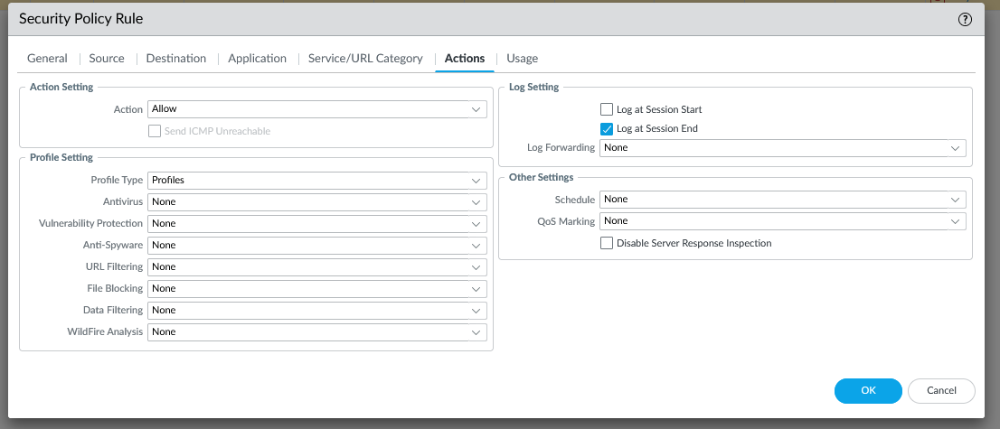 Security Policy Rule
General
Source
Destination
Application
Service/URL Category
Actions
Usage
Action Setting
Action Allow
Send ICMP Unreachable
Profile Setting
Profile Type Profiles
Antivirus None
Vulnerability Protection None
Anti-Spyware None
URL Filtering None
File Blocking None
Data Filtering None
WildFire Analysis None
Log Setting
Log at Session Start
Log at Session End
Log Forwarding None
Other Settings
Schedule None
QoS Marking None
Disable Server Response Inspection
OK
Cancel